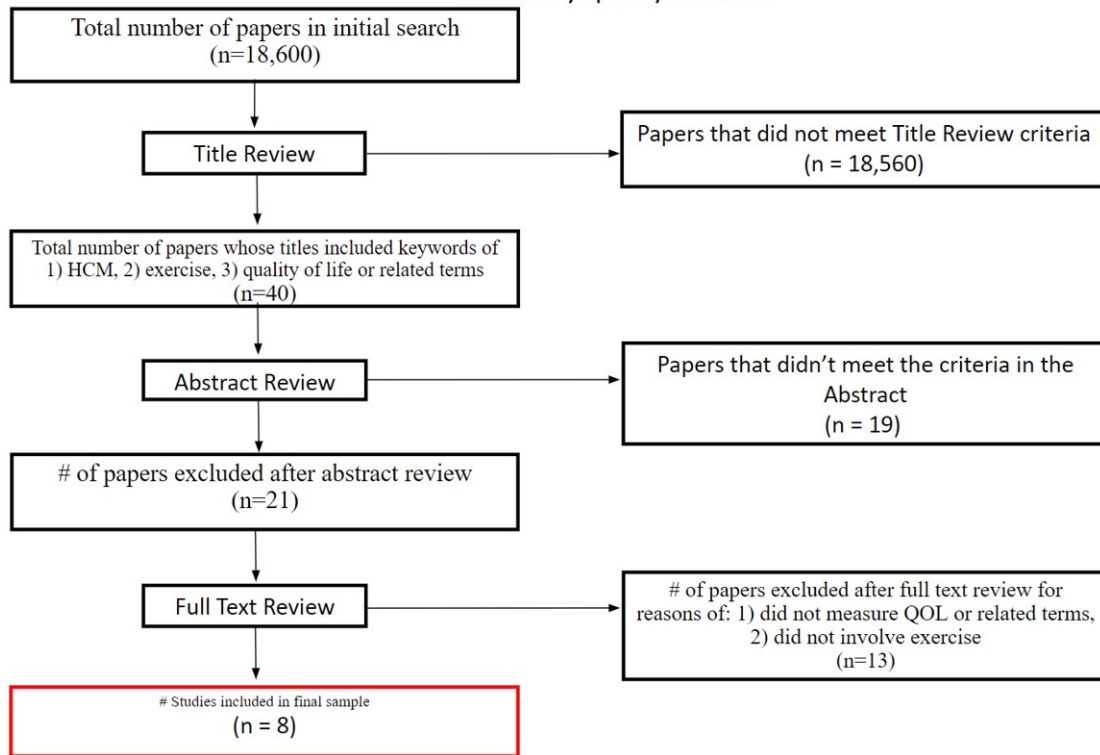 Total number of papers in initial search
(n=18,600)
Title Review
Papers that did not meet Title Review criteria
(n = 18,560)
Total number of papers whose titles included keywords of
1) HCM, 2) exercise, 3) quality of life or related terms
(n=40)
Abstract Review
Papers that didn’t meet the criteria in the
Abstract
(n = 19)
# of papers excluded after abstract review
(n=21)
Full Text Review
# of papers excluded after full text review for
reasons of: 1) did not measure QOL or related terms,
2) did not involve exercise
(n=13)
# Studies included in final sample
(n = 8)